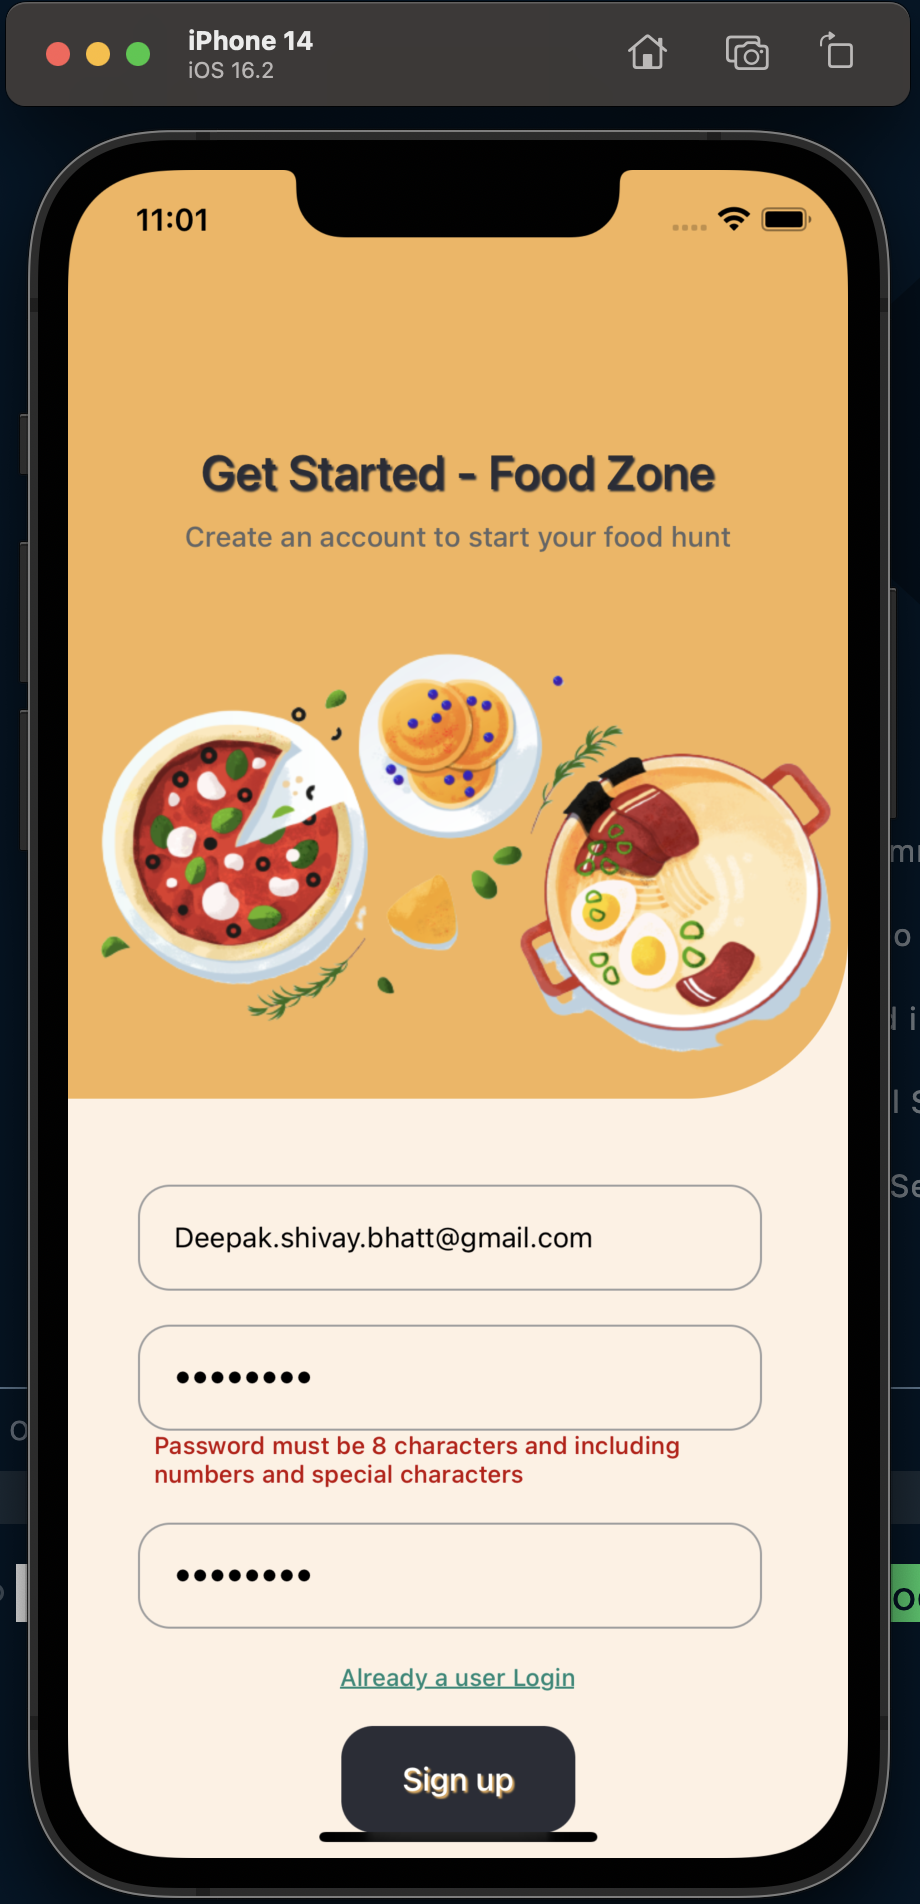 iPhone 14
iOS 16.2
11:01
Get Started - Food Zone
Create an account to start your food hunt
Deepak.shivay.bhatt@gmail.com
••••••••
Password must be 8 characters and including
numbers and special characters
••••••••
Already a user Login
Sign up